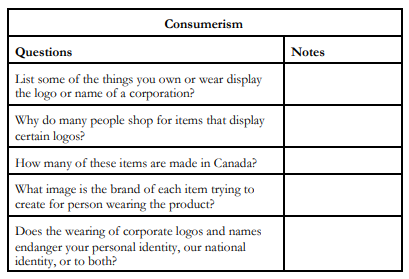 Consumerism
Questions Notes
List some of the things you own or wear display
the logo or name of a corporation?
Why do many people shop for items that display
certain logos?
How many of these items are made in Canada?
What image is the brand of each item trying to
create for person wearing the product?
Does the wearing of corporate logos and names
endanger your personal identity, our national
identity, or to both?